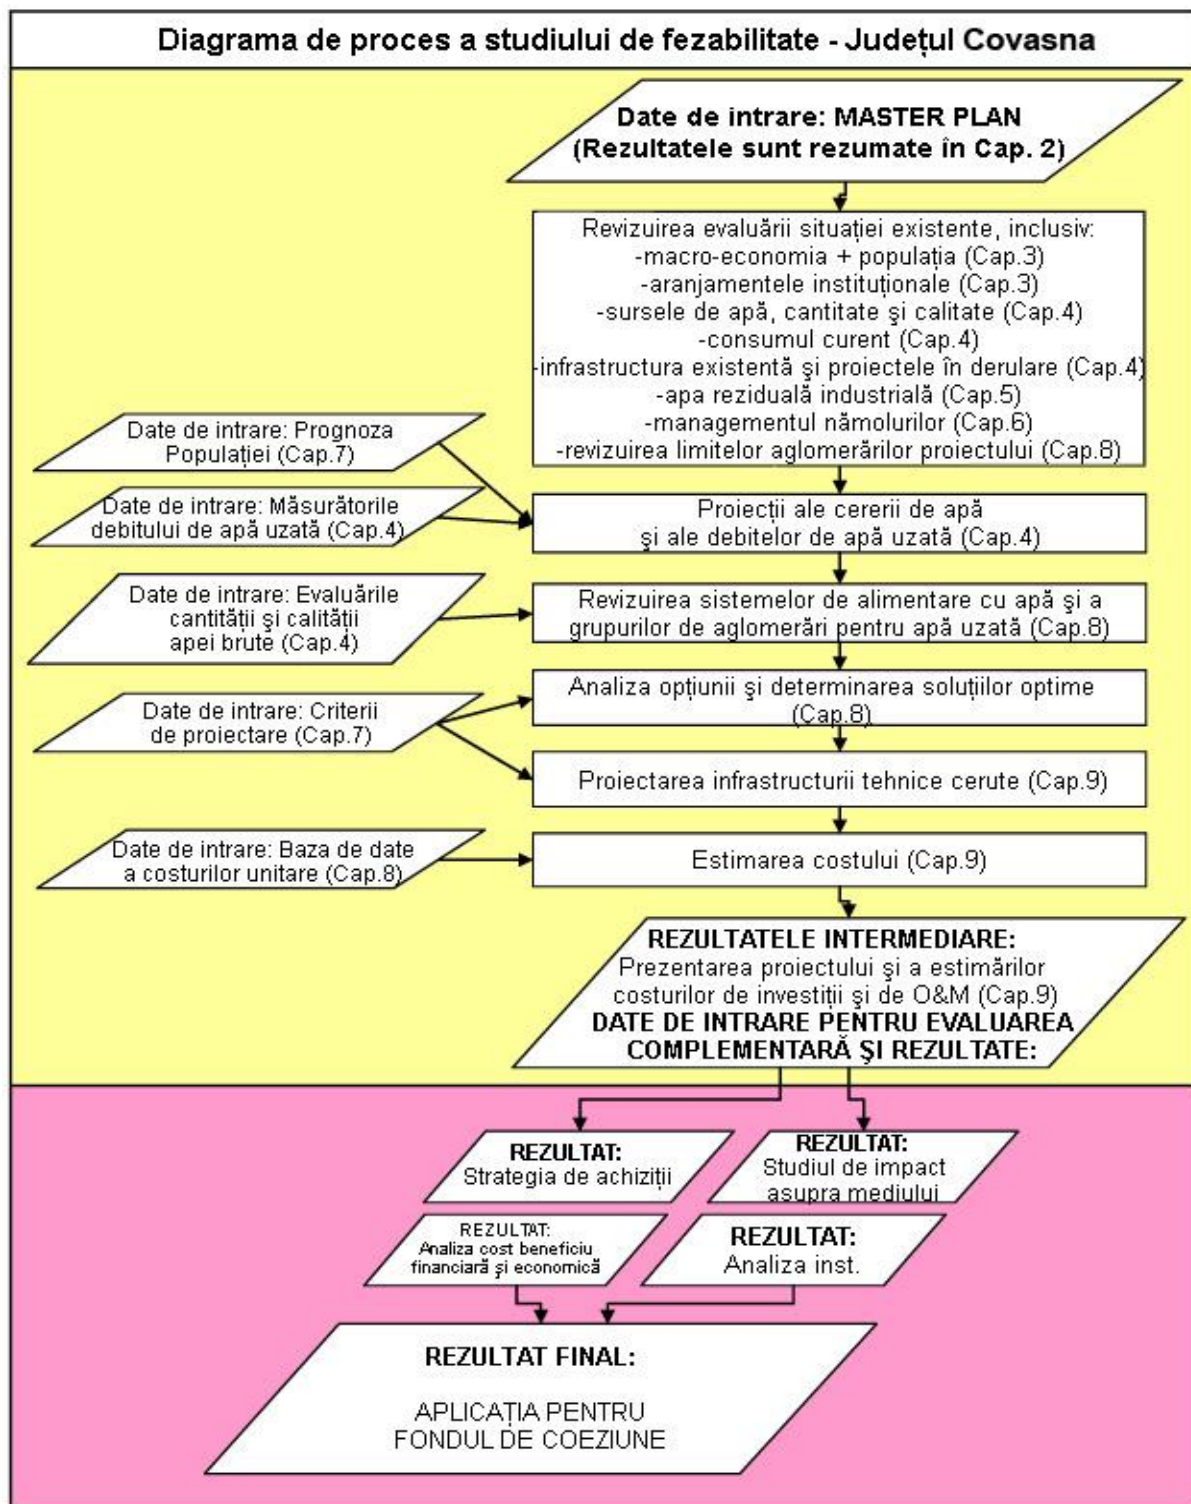 Diagrama de proces a studiului de fezabilitate - Județul Covasna
Date de intrare: MASTER PLAN
(Rezultatele sunt rezumate în Cap. 2)
Revizuirea evaluării situației existente, inclusiv:
-macro-economia + populația (Cap.3)
-aranjamentele instituționale (Cap.3)
-sursele de apă, cantitate şi calitate (Cap.4)
-consumul curent (Cap.4)
-infrastructura existentă şi proiectele în derulare (Cap.4)
-apa reziduală industrială (Cap.5)
-managementul nămolurilor (Cap.6)
-revizuirea limitelor aglomerărilor proiectului (Cap.8)
Date de intrare: Prognoza
Populației (Cap.7)
Date de intrare: Măsurătorile
debitului de apă uzată (Cap.4)
Proiecții ale cererii de apă
şi ale debitelor de apă uzată (Cap.4)
Date de intrare: Evaluările
cantității şi calității
apei brute (Cap.4)
Revizuirea sistemelor de alimentare cu apă şi a
grupurilor de aglomerări pentru apă uzată (Cap.8)
Date de intrare: Criterii
de proiectare (Cap.7)
Analiza opțiunii şi determinarea soluțiilor optime
(Cap.8)
Proiectarea infrastructurii tehnice cerute (Cap.9)
Date de intrare: Baza de date
a costurilor unitare (Cap.8)
Estimarea costului (Cap.9)
REZULTATELE INTERMEDIARE:
Prezentarea proiectului şi a estimărilor
costurilor de investiții şi de O&M (Cap.9)
DATE DE INTRARE PENTRU EVALUAREA
COMPLEMENTARĂ ŞI REZULTATE:
REZULTAT:
Strategia de achiziții
REZULTAT:
Studiul de impact
asupra mediului
REZULTAT:
Analiza cost beneficiu
financiară şi economică
REZULTAT:
Analiza inst.
REZULTAT FINAL:
APLICAȚIA PENTRU
FONDUL DE COEZIUNE